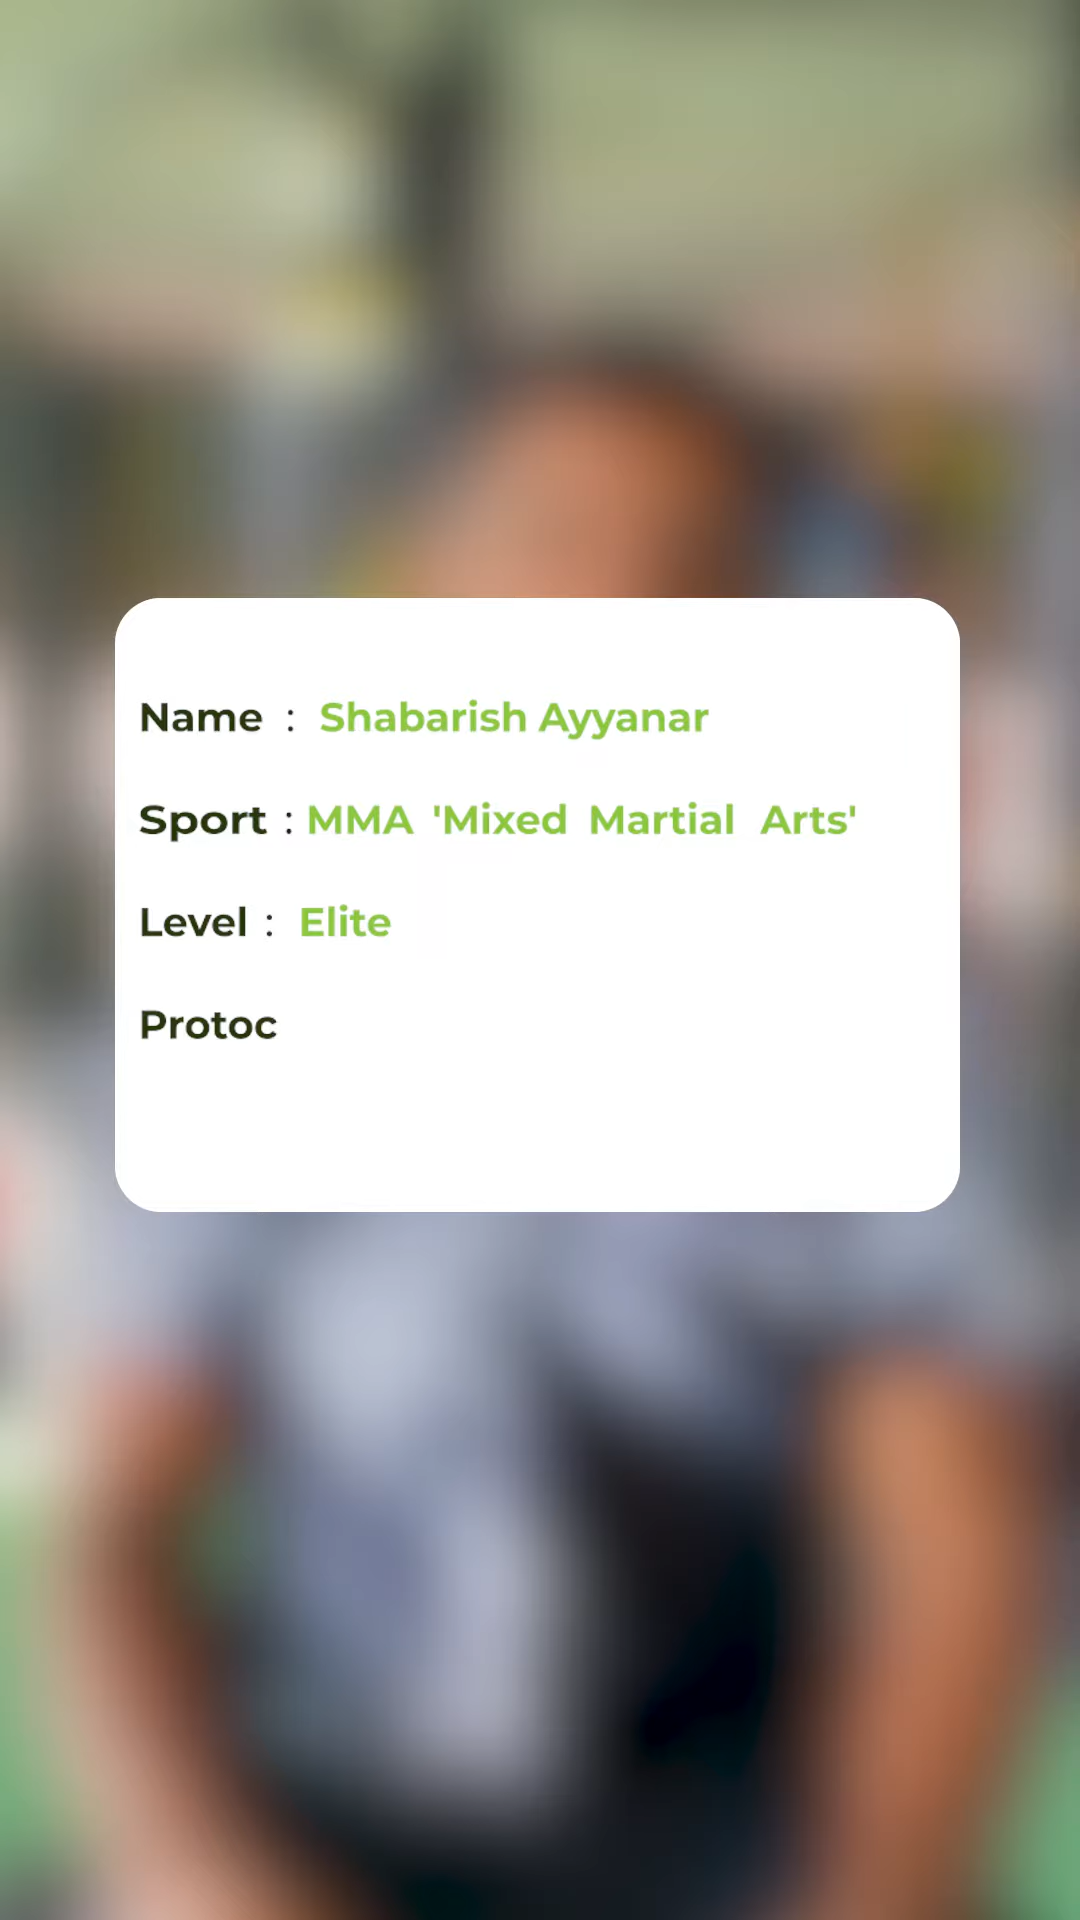 Name : Shabarish Ayyanar
Sport : MMA 'Mixed Martial Arts'
Level : Elite
Protoc